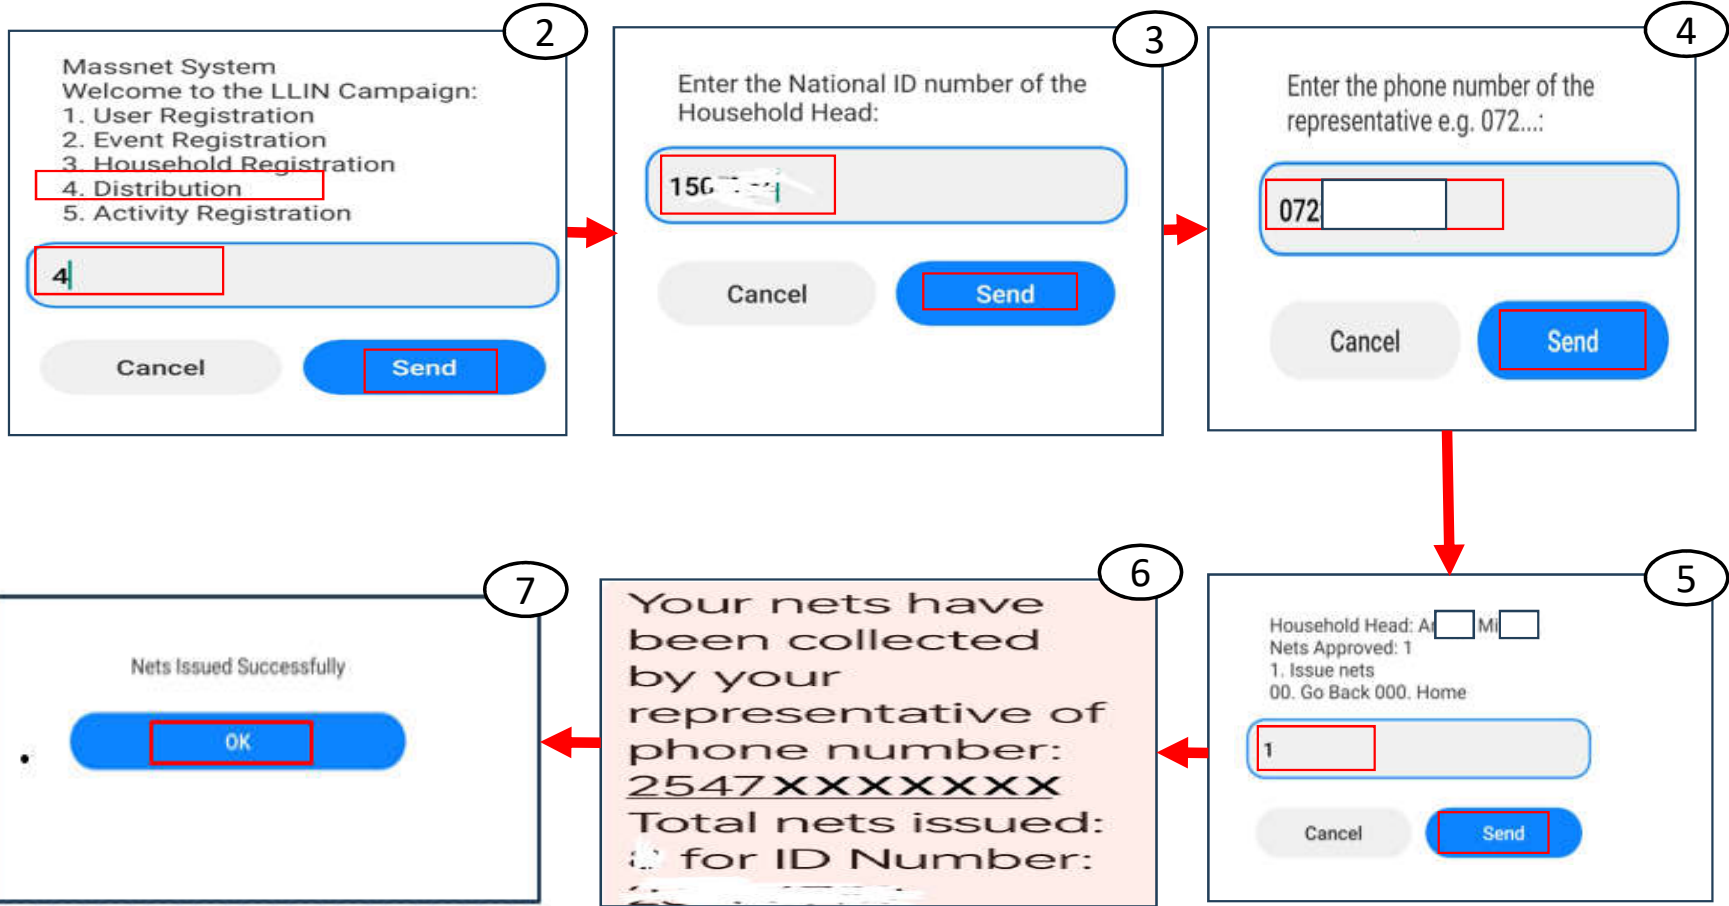 2
Massnet System
Welcome to the LLIN Campaign:
1. User Registration
2. Event Registration
3. Household Registration
4. Distribution
5. Activity Registration
4
Cancel
Send
3
Enter the National ID number of the
Household Head:
Cancel
Send
4
Enter the phone number of the
representative e.g. 072...:
072
Cancel
Send
5
Household Head: Mi
Nets Approved: 1
1. Issue nets
00. Go Back 000. Home
1
Cancel
Send
6
Your nets have
been collected
by your
representative of
phone number:
2547XXXXXXX
Total nets issued:
for ID Number:
7
Nets Issued Successfully
OK